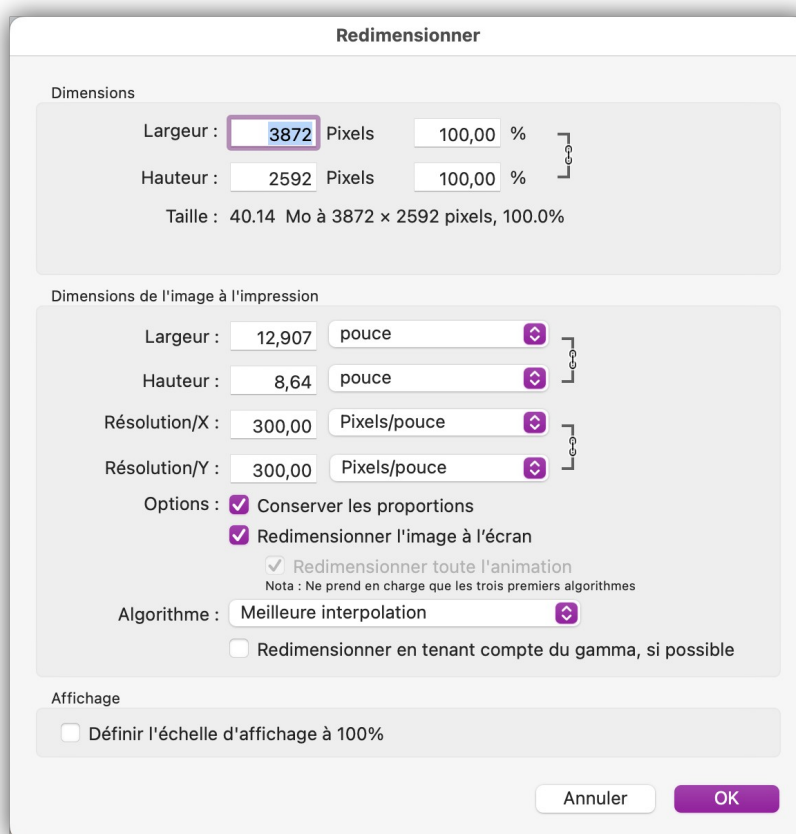 Redimensionner
Dimensions
Largeur : 3872 Pixels 100,00 %
Hauteur : 2592 Pixels 100,00 %
Taille : 40.14 Mo à 3872 × 2592 pixels, 100.0%
Dimensions de l'image à l'impression
Largeur : 12,907 pouce
Hauteur : 8,64 pouce
Résolution/X : 300,00 Pixels/pouce
Résolution/Y : 300,00 Pixels/pouce
Options : Conserver les proportions
Redimensionner l'image à l’écran
Redimensionner toute l'animation
Nota : Ne prend en charge que les trois premiers algorithmes
Algorithme : Meilleure interpolation
Redimensionner en tenant compte du gamma, si possible
Affichage
Définir l'échelle d'affichage à 100%
Annuler OK